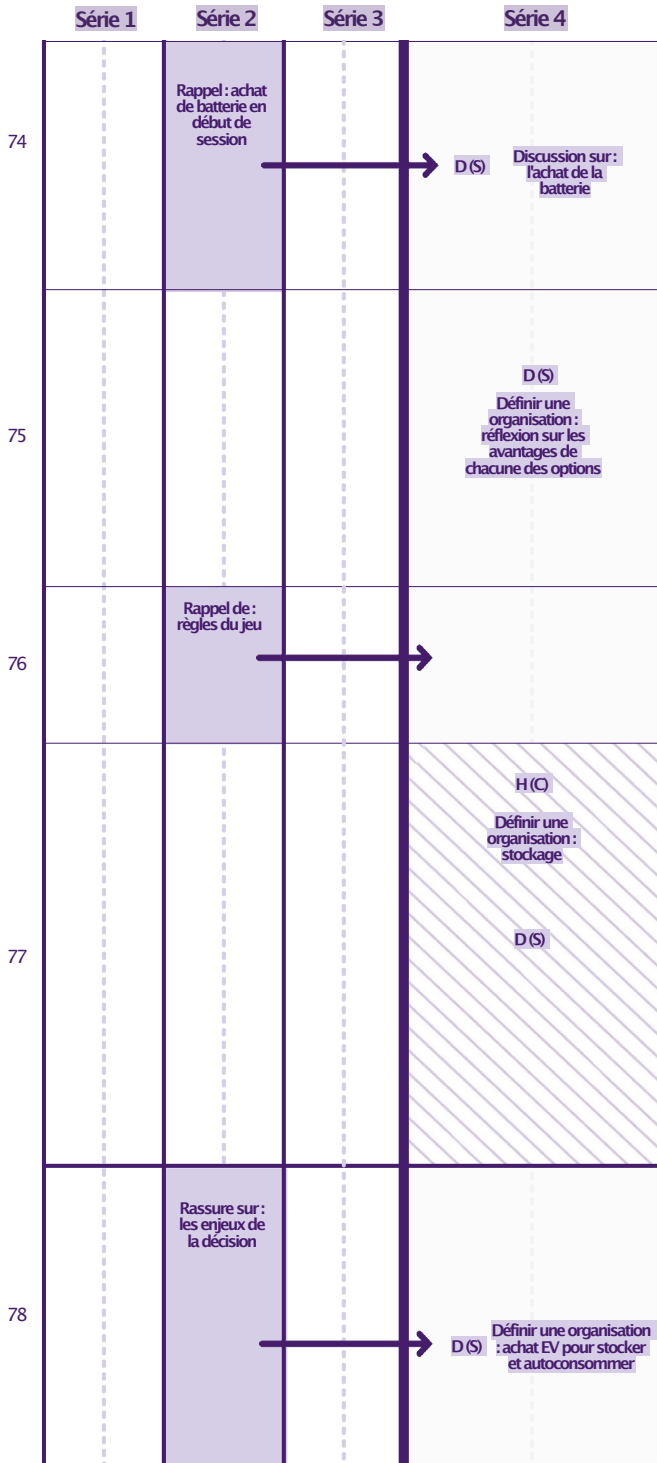 Série 1
Série 2
Série 3
Série 4
74
Rappel : achat
de batterie en
début de
session
D (S)
Discussion sur :
l'achat de la
batterie
75
D (S)
Définir une
organisation :
réflexion sur les
avantages de
chacune des options
76
Rappel de :
règles du jeu
77
H (C)
Définir une
organisation :
stockage
D (S)
78
Rassure sur :
les enjeux de
la décision
D (S)
Définir une organisation
: achat EV pour stocker
et autoconsommer